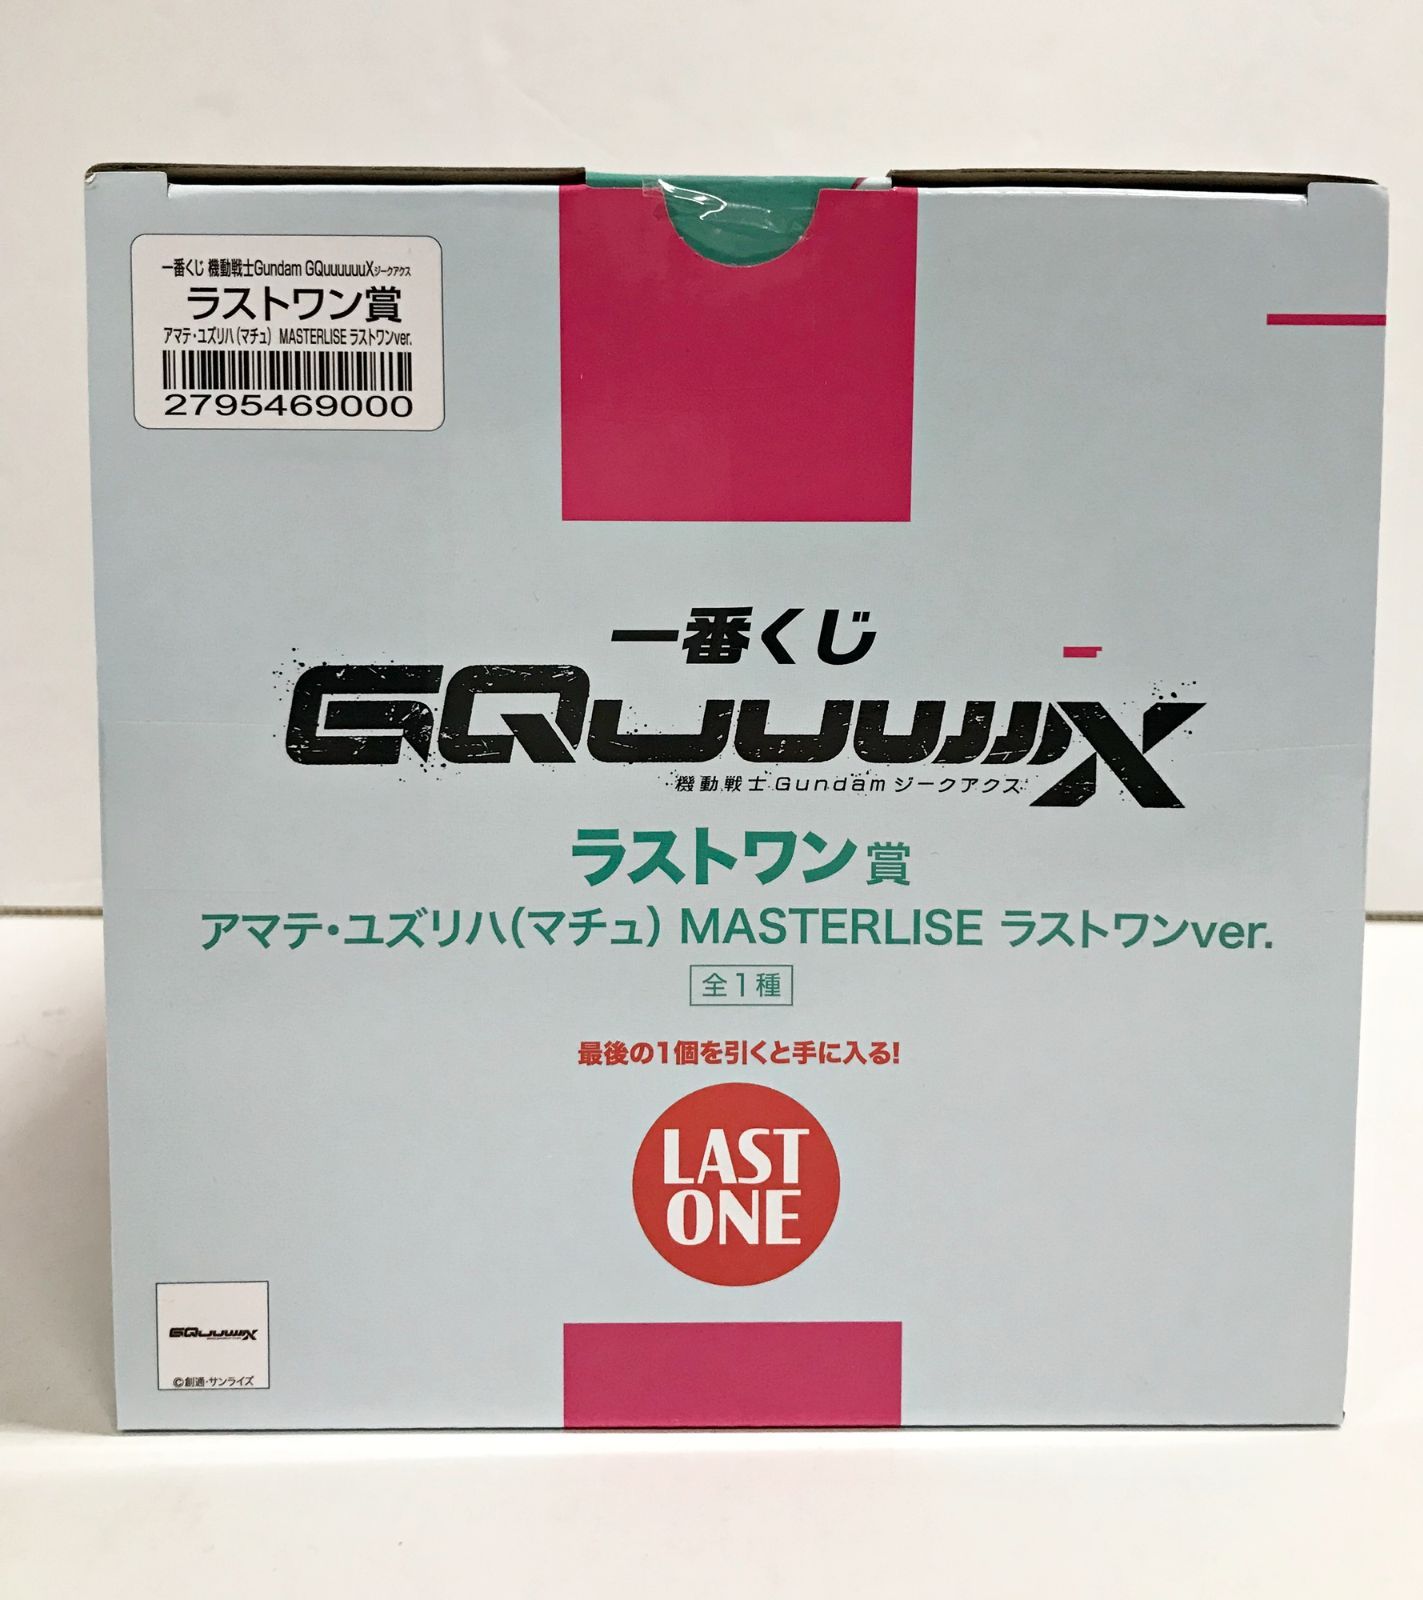 一番くじ 機動戦士Gundam GQuuuuuuXジークアクス
ラストワン賞
アマテ・ユズリハ(マチュ) MASTERLISE ラストワンver.
2795469000
一番くじ
GQuuuuuuX
機動戦士Gundam ジークアクス
ラストワン賞
アマテ・ユズリハ(マチュ) MASTERLISE ラストワンver.
全1種
最後の1個を引くと手に入る!
LAST
ONE
GQuuuuuuX
©創通・サンライズ